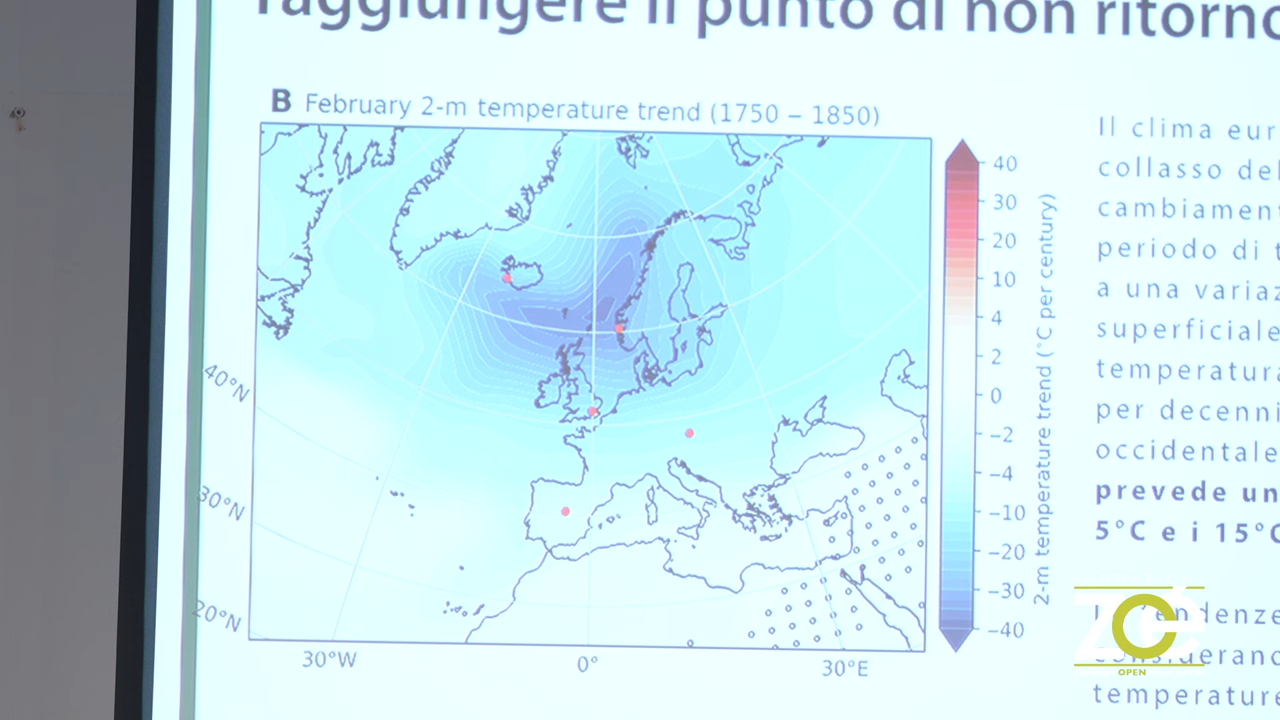 raggiungere il punto di non ritorno
B February 2-m temperature trend (1750 – 1850)
40
30
20
10
4
2
0
−2
−4
−10
−20
−30
−40
2-m temperature trend (°C per century)
40°N
30°N
20°N
30°W
0°
30°E
Il clima eur
collasso del
cambiament
periodo di t
a una variaz
superficiale
temperatura
per decenni
occidentale
prevede un
5°C e i 15°C
endenze
considerano
temperature
OPEN